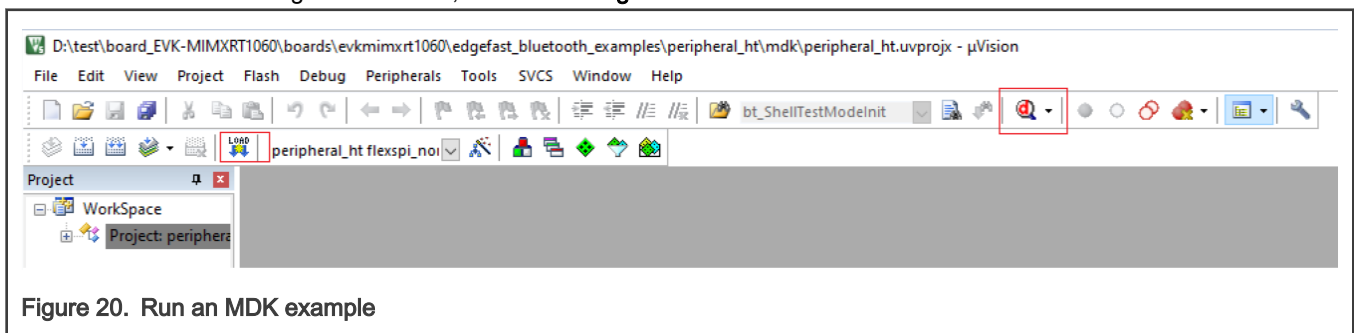 D:\test\board_EVK-MIMXRT1060\boards\evkmimxrt1060\edgefast_bluetooth_examples\peripheral_ht\mdk\peripheral_ht.uvprojx - µVision
File Edit View Project Flash Debug Peripherals Tools SVCS Window Help
bt_ShellTestModeInit
LOAD peripheral_ht flexspi_nor
Project
WorkSpace
Project: periphera
Figure 20. Run an MDK example